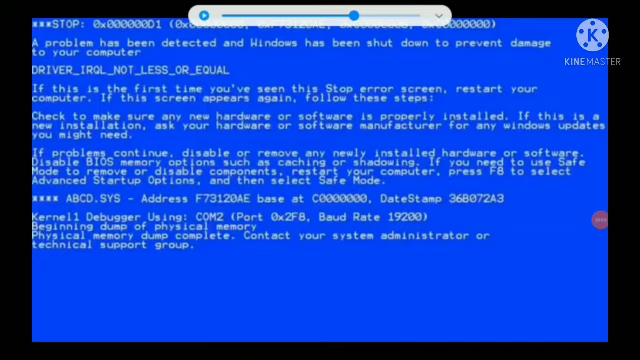 ***STOP: 0x000000D1 (0x00000000, 0xF73120AE, 0x00000000)
A problem has been detected and Windows has been shut down to prevent damage
to your computer
DRIVER_IRQL_NOT_LESS_OR_EQUAL
If this is the first time you've seen this Stop error screen, restart your
computer. If this screen appears again, follow these steps:
Check to make sure any new hardware or software is properly installed. If this is a
new installation, ask your hardware or software manufacturer for any windows updates
you might need.
If problems continue, disable or remove any newly installed hardware or software.
Disable BIOS memory options such as caching or shadowing. If you need to use Safe
Mode to remove or disable components, restart your computer, press F8 to select
Advanced Startup Options, and then select Safe Mode.
**** ABCD.SYS - Address F73120AE base at C0000000, DateStamp 36B072A3
Kernel1 Debugger Using: COM2 (Port 0x2F8, Baud Rate 19200)
Beginning dump of physical memory
Physical memory dump complete. Contact your system administrator or
technical support group.
K
KINEMASTER